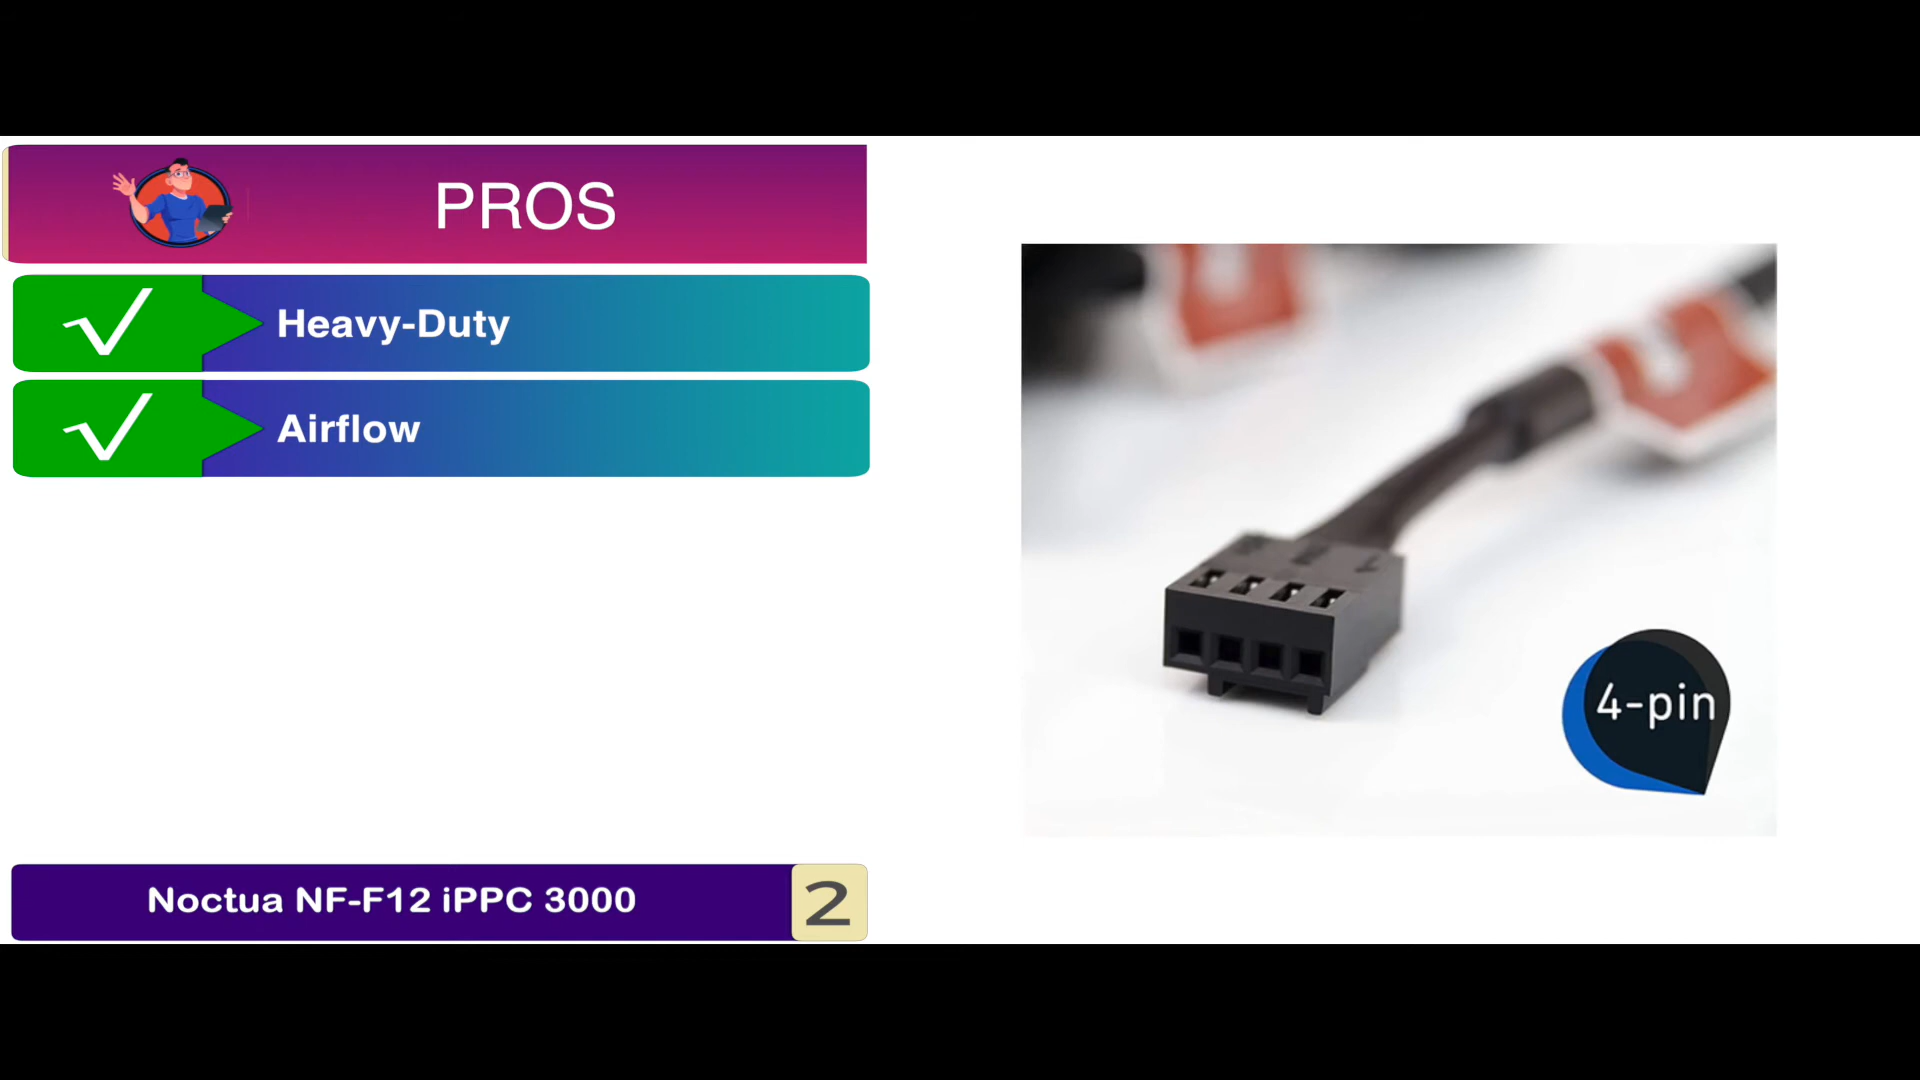 PROS
Heavy-Duty
Airflow
4-pin
Noctua NF-F12 iPPC 3000
2